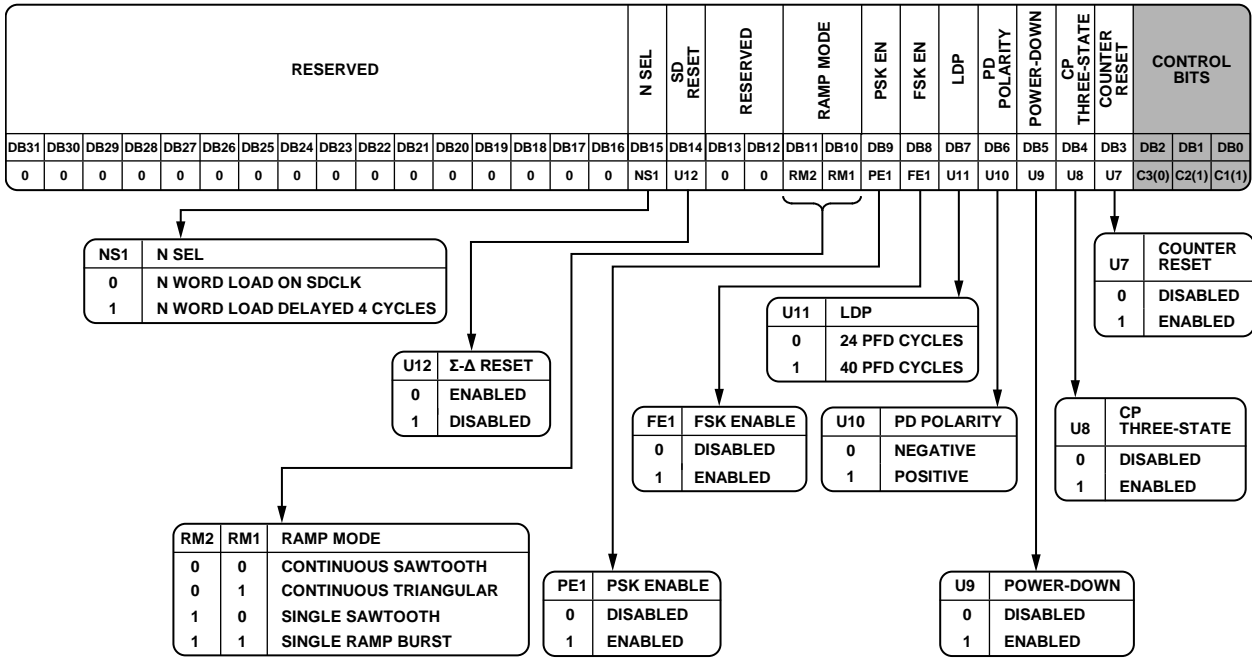 RESERVED
N SEL
SD
RESET
RESERVED
RAMP MODE
PSK EN
FSK EN
LDP
PD
POLARITY
POWER-DOWN
CP
THREE-STATE
COUNTER
RESET
CONTROL
BITS
DB31 DB30 DB29 DB28 DB27 DB26 DB25 DB24 DB23 DB22 DB21 DB20 DB19 DB18 DB17 DB16 DB15 DB14 DB13 DB12 DB11 DB10 DB9 DB8 DB7 DB6 DB5 DB4 DB3 DB2 DB1 DB0
0 0 0 0 0 0 0 0 0 0 0 0 0 0 0 0 NS1 U12 0 0 RM2 RM1 PE1 FE1 U11 U10 U9 U8 U7 C3(0) C2(1) C1(1)
NS1 N SEL
0 N WORD LOAD ON SDCLK
1 N WORD LOAD DELAYED 4 CYCLES
U7 COUNTER
RESET
0 DISABLED
1 ENABLED
U11 LDP
0 24 PFD CYCLES
1 40 PFD CYCLES
U12 Σ-Δ RESET
0 ENABLED
1 DISABLED
FE1 FSK ENABLE
0 DISABLED
1 ENABLED
U10 PD POLARITY
0 NEGATIVE
1 POSITIVE
U8 CP
THREE-STATE
0 DISABLED
1 ENABLED
RM2 RM1 RAMP MODE
0 0 CONTINUOUS SAWTOOTH
0 1 CONTINUOUS TRIANGULAR
1 0 SINGLE SAWTOOTH
1 1 SINGLE RAMP BURST
PE1 PSK ENABLE
0 DISABLED
1 ENABLED
U9 POWER-DOWN
0 DISABLED
1 ENABLED